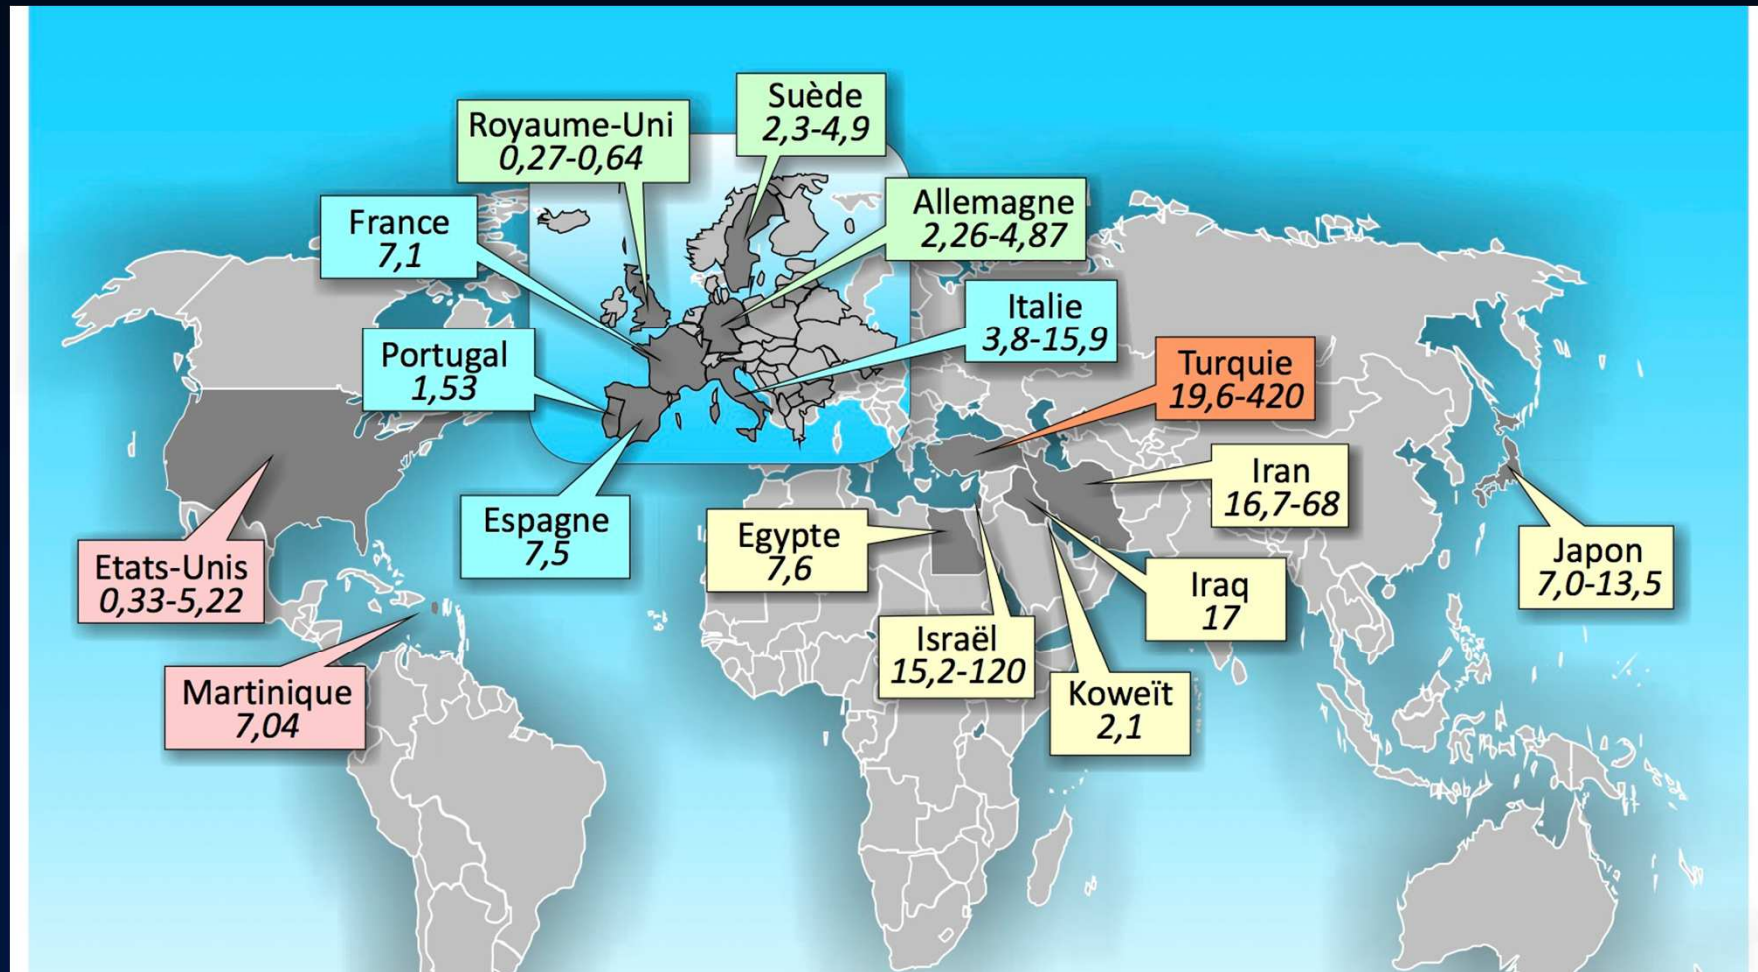 Suède
2,3-4,9
Royaume-Uni
0,27-0,64
Allemagne
2,26-4,87
France
7,1
Italie
3,8-15,9
Portugal
1,53
Turquie
19,6-420
Iran
16,7-68
Espagne
7,5
Egypte
7,6
Etats-Unis
0,33-5,22
Japon
7,0-13,5
Iraq
17
Israël
15,2-120
Koweït
2,1
Martinique
7,04